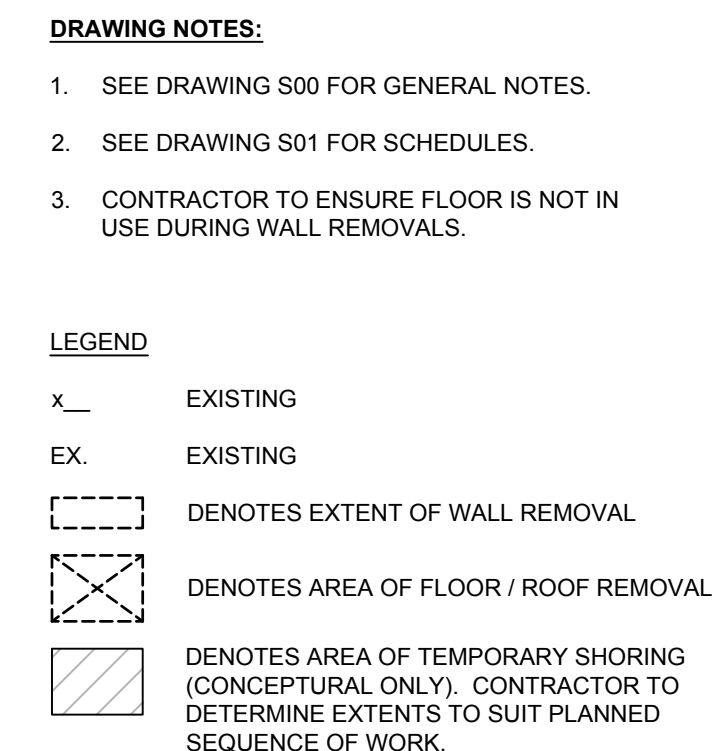 DRAWING NOTES:
1. SEE DRAWING S00 FOR GENERAL NOTES.
2. SEE DRAWING S01 FOR SCHEDULES.
3. CONTRACTOR TO ENSURE FLOOR IS NOT IN
USE DURING WALL REMOVALS.
LEGEND
x__ EXISTING
EX. EXISTING
DENOTES EXTENT OF WALL REMOVAL
DENOTES AREA OF FLOOR / ROOF REMOVAL
DENOTES AREA OF TEMPORARY SHORING
(CONCEPTURAL ONLY). CONTRACTOR TO
DETERMINE EXTENTS TO SUIT PLANNED
SEQUENCE OF WORK.